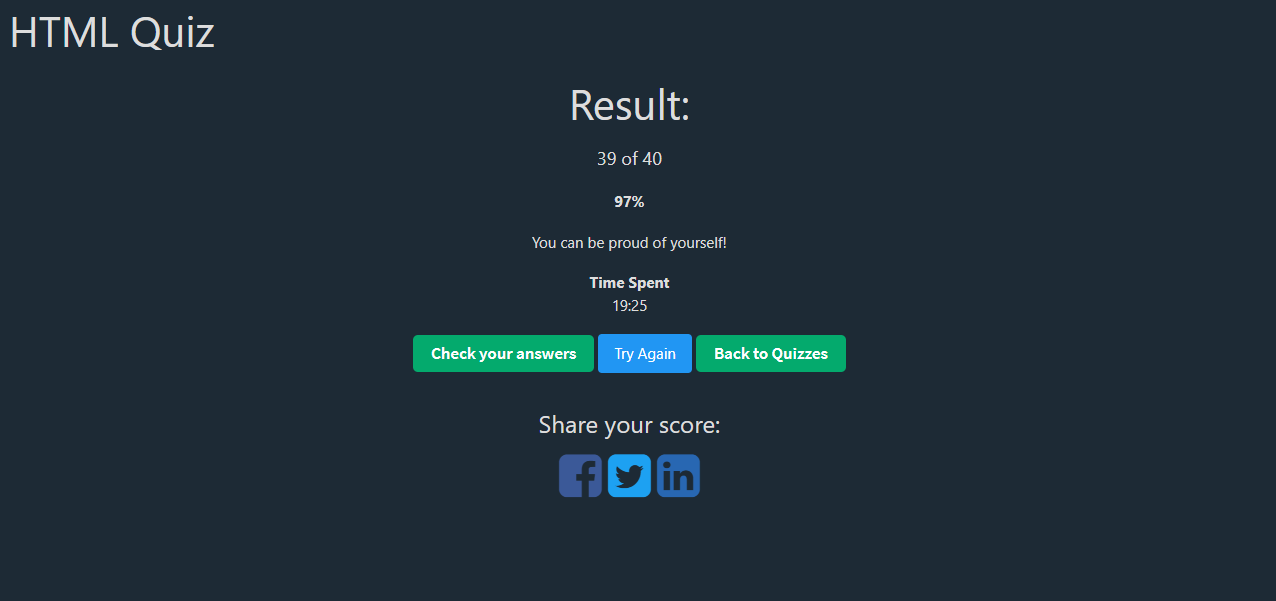 HTML Quiz
Result:
39 of 40
97%
You can be proud of yourself!
Time Spent
19:25
Check your answers Try Again Back to Quizzes
Share your score: